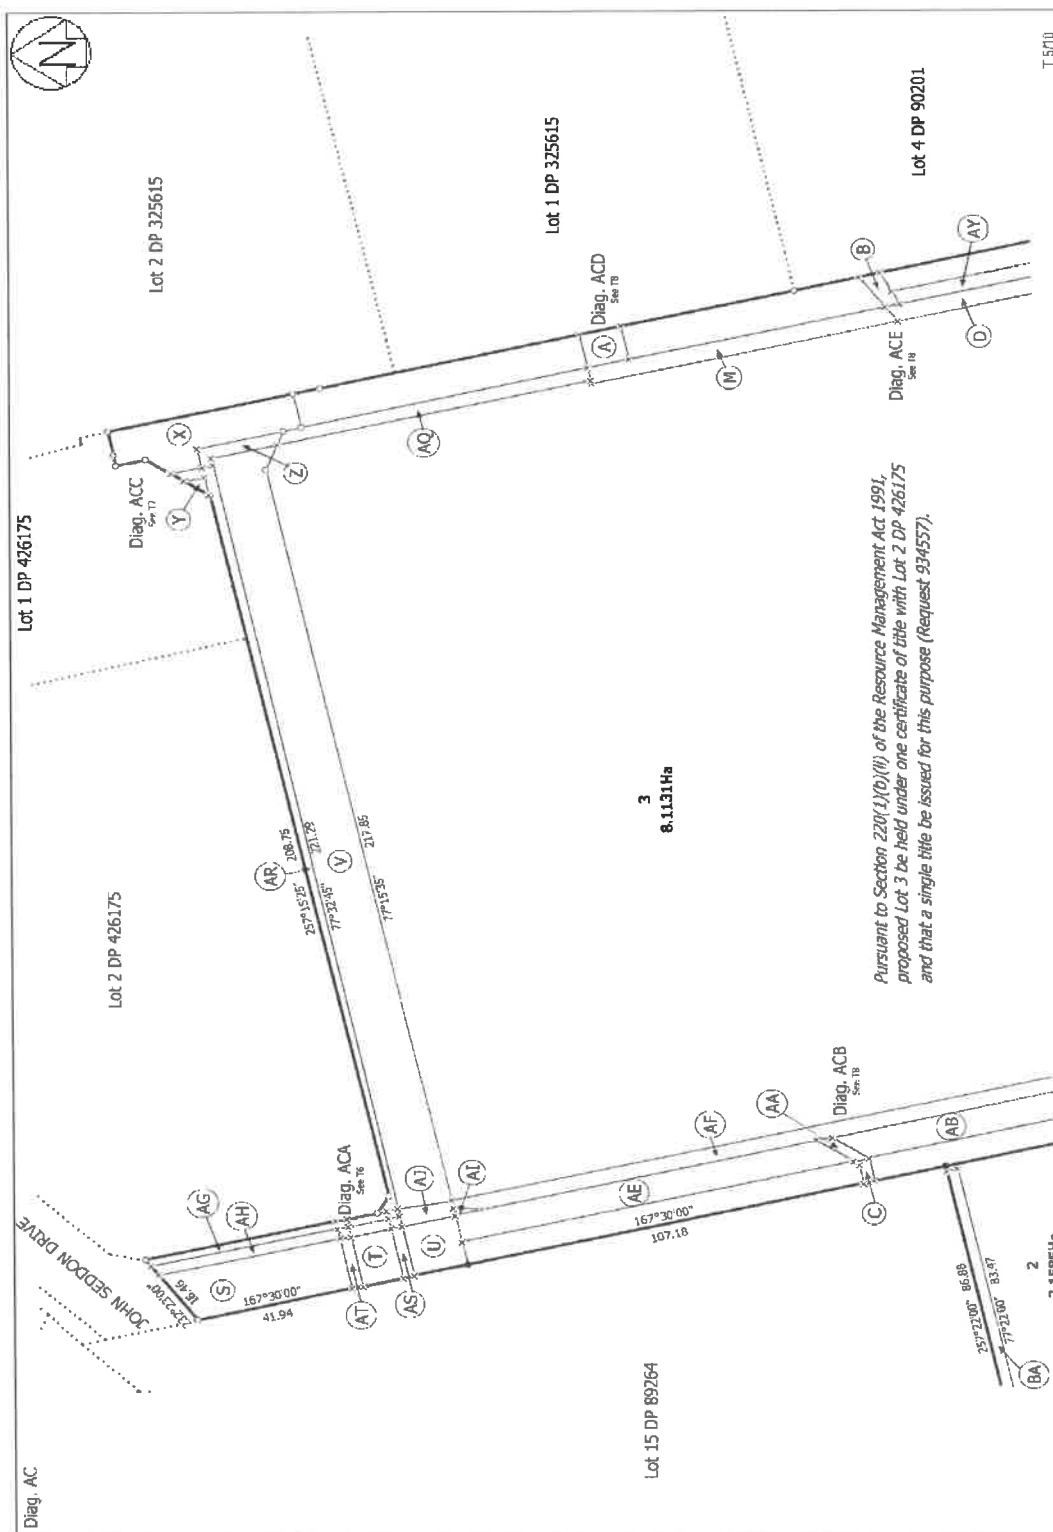 Diag. AC
N
JOHN SEDDON DRIVE
232°23'00"
18.46
AG
AH
S
167°30'00"
41.94
AT
T
AS
U
AJ
AI
Diag. ACA
See T6
Lot 2 DP 426175
Lot 1 DP 426175
Lot 2 DP 325615
Lot 1 DP 325615
Lot 4 DP 90201
Diag. ACC
See T7
X
Y
Z
AQ
AR
257°15'25"
208.75
77°32'45"
221.29
V
77°15'35"
217.85
A
Diag. ACD
See T8
M
B
AY
D
Diag. ACE
See T8
3
8.1131Ha
Pursuant to Section 220(1)(b)(ii) of the Resource Management Act 1991,
proposed Lot 3 be held under one certificate of title with Lot 2 DP 426175
and that a single title be issued for this purpose (Request 934557).
AF
AE
AA
Diag. ACB
See T8
AB
C
167°30'00"
107.18
Lot 15 DP 89264
257°22'00"
86.88
77°22'00"
83.47
BA
2
T 5/10